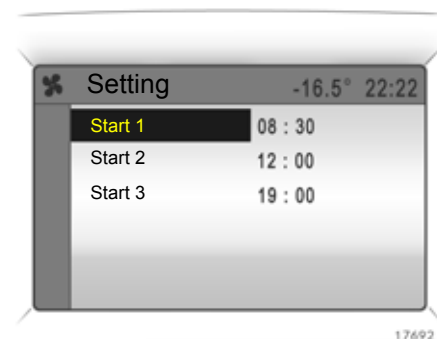 Setting -16.5° 22:22
Start 1 08 : 30
Start 2 12 : 00
Start 3 19 : 00
17692